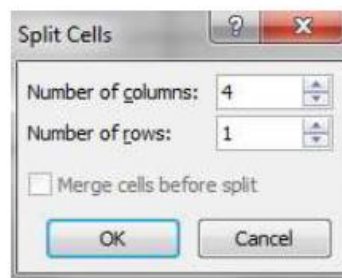 Split Cells
Number of columns: 4
Number of rows: 1
Merge cells before split
OK Cancel